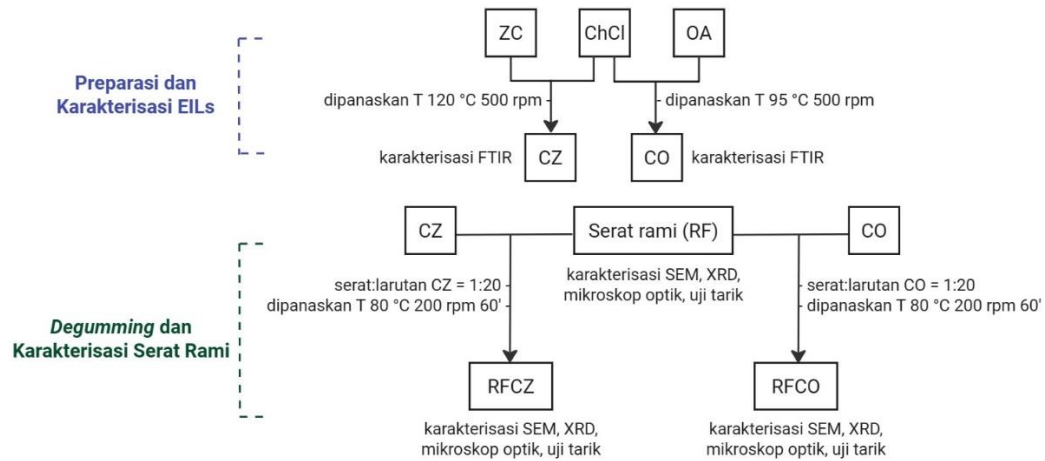 ZC
ChCl
OA
Preparasi dan
Karakterisasi EILs
dipanaskan T 120 °C 500 rpm
dipanaskan T 95 °C 500 rpm
karakterisasi FTIR
CZ
CO
karakterisasi FTIR
CZ
Serat rami (RF)
CO
karakterisasi SEM, XRD,
mikroskop optik, uji tarik
serat:larutan CZ = 1:20
dipanaskan T 80 °C 200 rpm 60'
serat:larutan CO = 1:20
dipanaskan T 80 °C 200 rpm 60'
Degumming dan
Karakterisasi Serat Rami
RFCZ
RFCO
karakterisasi SEM, XRD,
mikroskop optik, uji tarik
karakterisasi SEM, XRD,
mikroskop optik, uji tarik